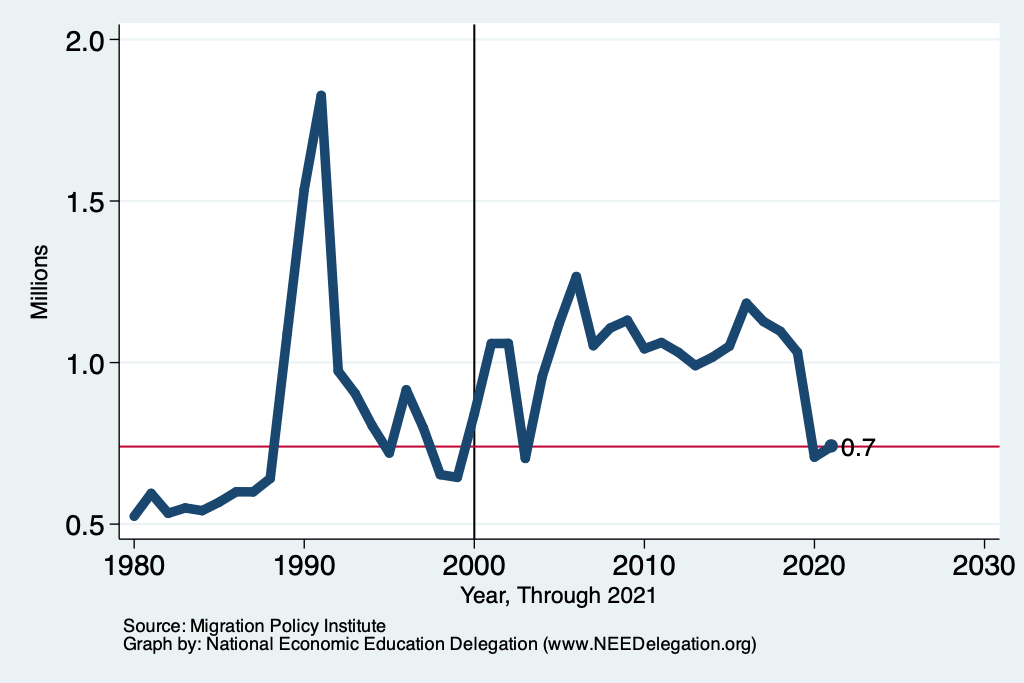 2.0
1.5
1.0
0.5
Millions
0.7
1980 1990 2000 2010 2020 2030
Year, Through 2021
Source: Migration Policy Institute
Graph by: National Economic Education Delegation (www.NEEDelegation.org)